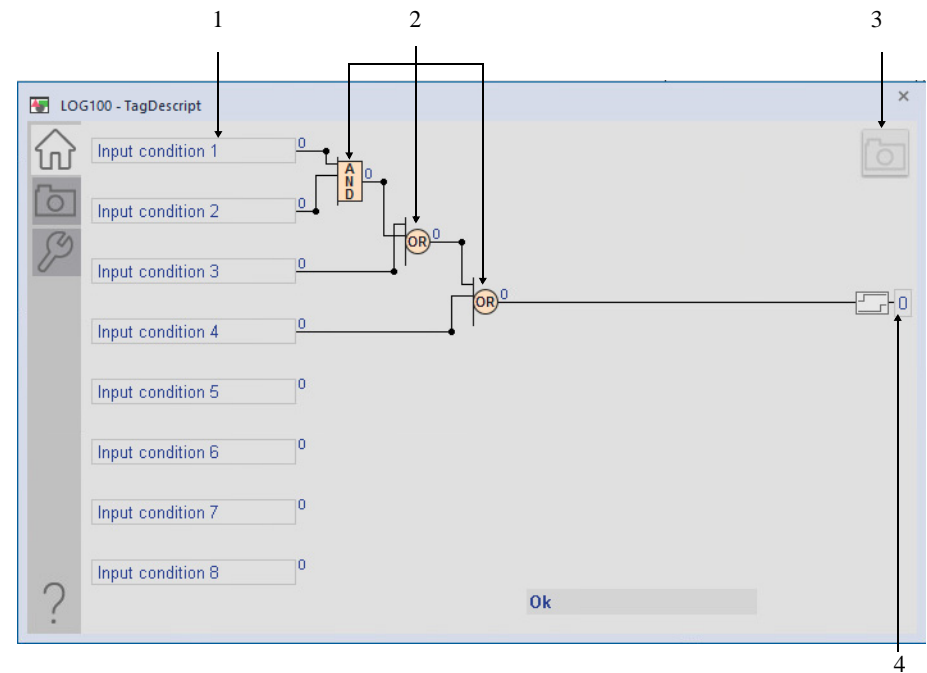 1 2 3
LOG100 - TagDescript ×
Input condition 1 0
AND 0
Input condition 2 0
OR 0
Input condition 3 0
OR 0
0
Input condition 4 0
Input condition 5 0
Input condition 6 0
Input condition 7 0
Input condition 8 0
?
Ok
4